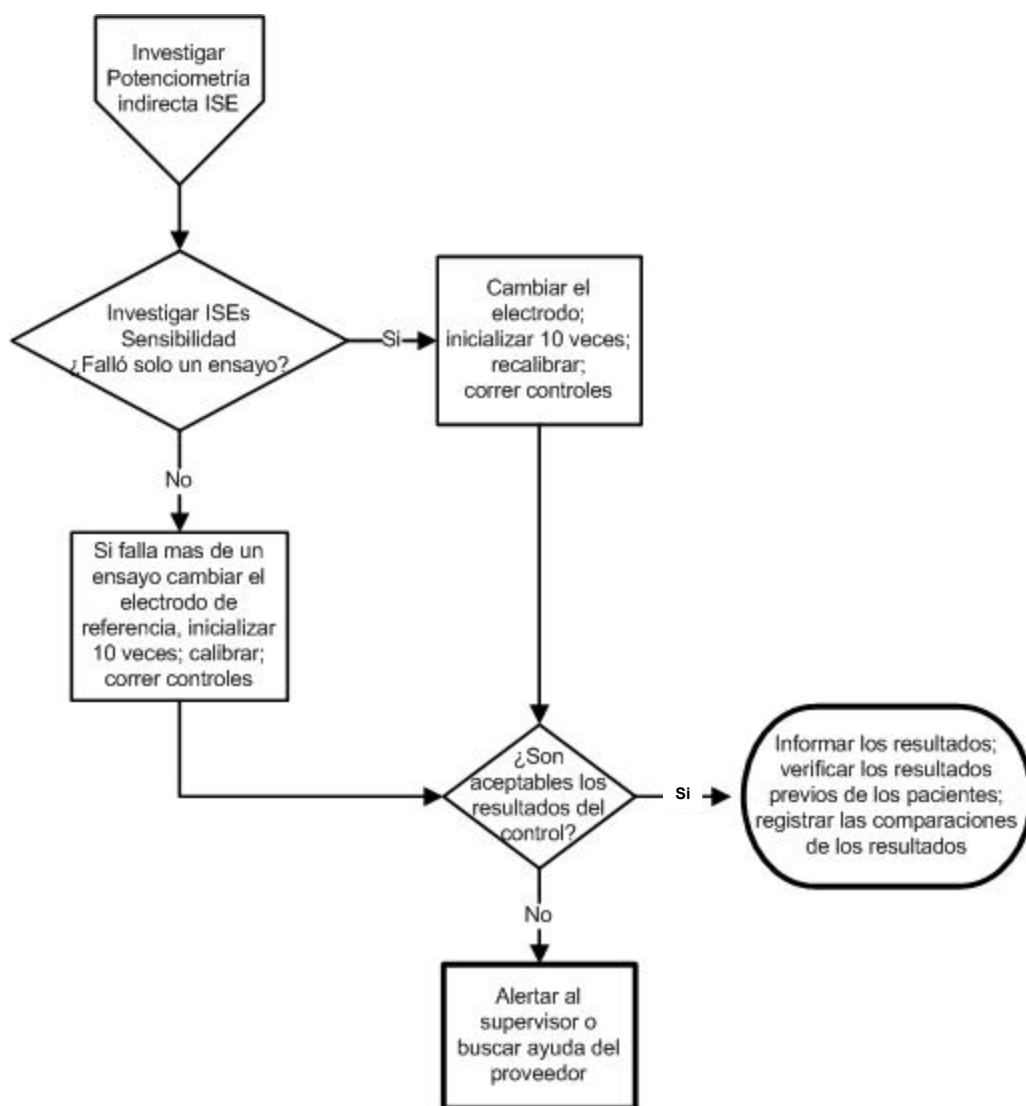 Investigar
Potenciometría
indirecta ISE
Investigar ISEs
Sensibilidad
¿Falló solo un ensayo?
Si
Cambiar el
electrodo;
inicializar 10 veces;
recalibrar;
correr controles
No
Si falla mas de un
ensayo cambiar el
electrodo de
referencia, inicializar
10 veces; calibrar;
correr controles
¿Son
aceptables los
resultados del
control?
Si
Informar los resultados;
verificar los resultados
previos de los pacientes;
registrar las comparaciones
de los resultados
No
Alertar al
supervisor o
buscar ayuda del
proveedor